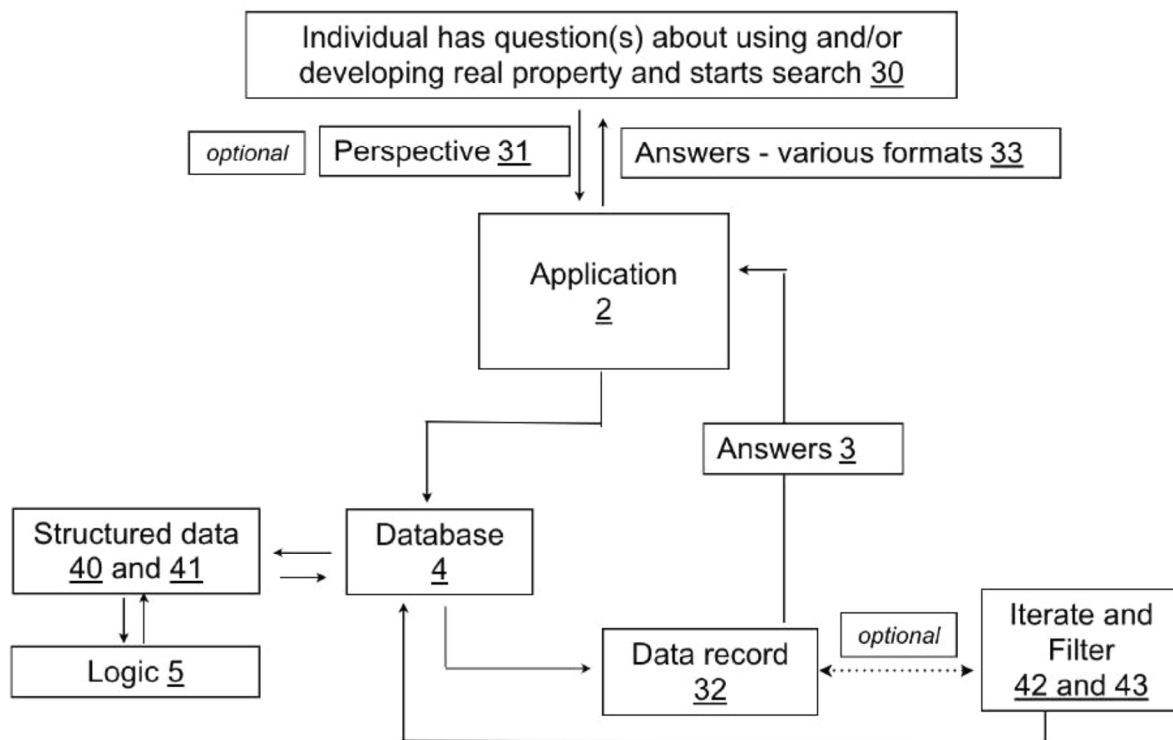 Individual has question(s) about using and/or
developing real property and starts search 30
optional
Perspective 31
Answers - various formats 33
Application
2
Answers 3
Structured data
40 and 41
Database
4
Logic 5
Data record
32
optional
Iterate and
Filter
42 and 43